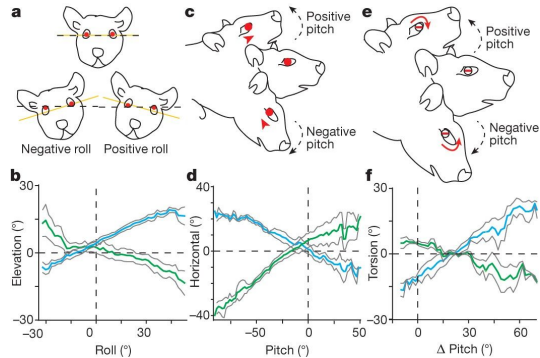 a
Negative roll
Positive roll
c
Positive
pitch
Negative
pitch
e
Positive
pitch
Negative
pitch
b
Elevation (°)
30
0
−30
−30
0
30
Roll (°)
d
Horizontal (°)
40
0
−40
−50
0
50
Pitch (°)
f
Torsion (°)
30
0
−30
0
30
60
Δ Pitch (°)